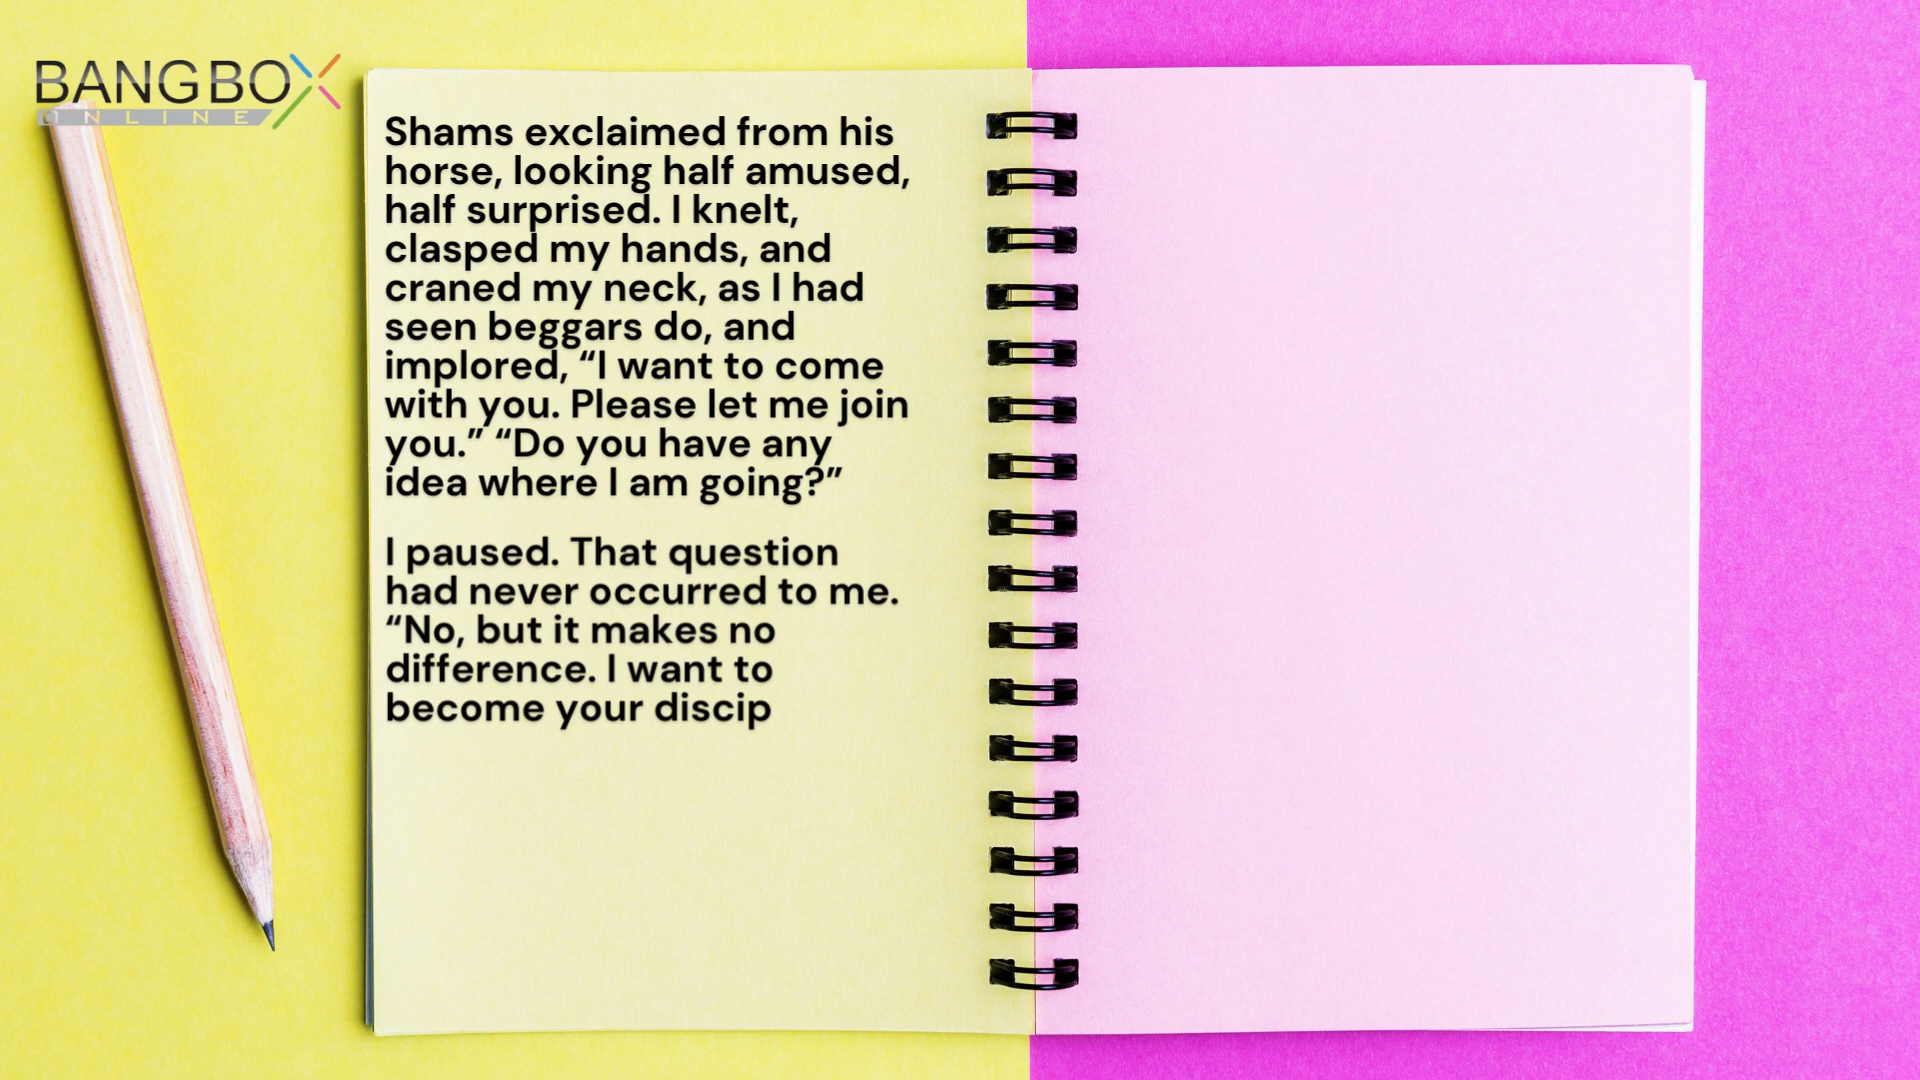 BANGBOX
ONLINE
Shams exclaimed from his
horse, looking half amused,
half surprised. I knelt,
clasped my hands, and
craned my neck, as I had
seen beggars do, and
implored, “I want to come
with you. Please let me join
you.” “Do you have any
idea where I am going?”
I paused. That question
had never occurred to me.
“No, but it makes no
difference. I want to
become your discip